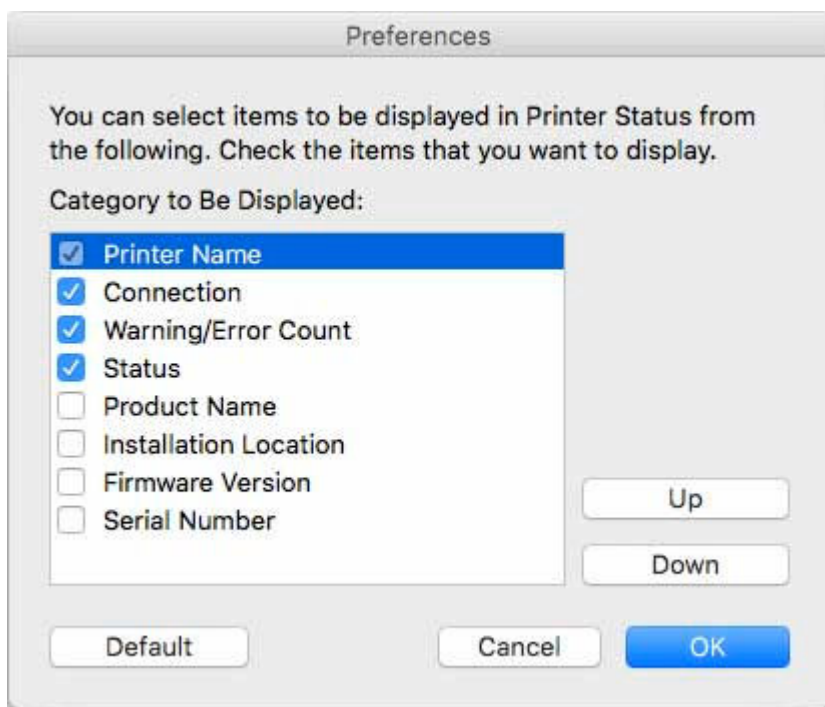 Preferences
You can select items to be displayed in Printer Status from
the following. Check the items that you want to display.
Category to Be Displayed:
Printer Name
Connection
Warning/Error Count
Status
Product Name
Installation Location
Firmware Version
Serial Number
Up
Down
Default
Cancel
OK